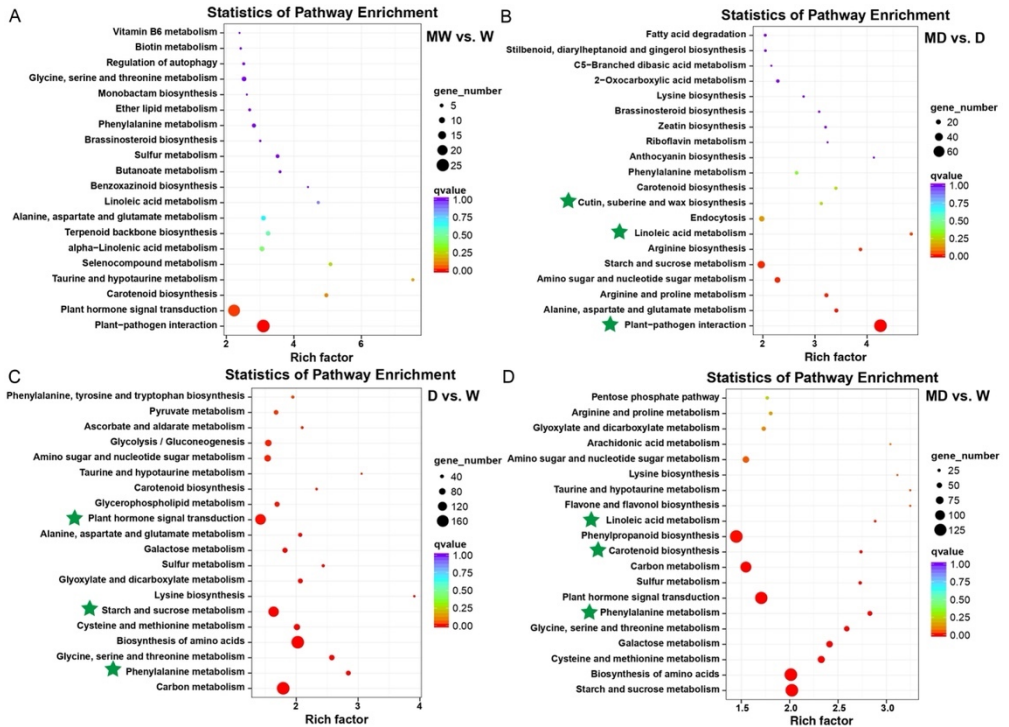 A
Statistics of Pathway Enrichment
MW vs. W
Vitamin B6 metabolism
Biotin metabolism
Regulation of autophagy
Glycine, serine and threonine metabolism
Monobactam biosynthesis
Ether lipid metabolism
Phenylalanine metabolism
Brassinosteroid biosynthesis
Sulfur metabolism
Butanoate metabolism
Benzoxazinoid biosynthesis
Linoleic acid metabolism
Alanine, aspartate and glutamate metabolism
Terpenoid backbone biosynthesis
alpha−Linolenic acid metabolism
Selenocompound metabolism
Taurine and hypotaurine metabolism
Carotenoid biosynthesis
Plant hormone signal transduction
Plant−pathogen interaction
2 4 6
Rich factor
gene_number
5
10
15
20
25
qvalue
1.00
0.75
0.50
0.25
0.00
B
Statistics of Pathway Enrichment
MD vs. D
Fatty acid degradation
Stilbenoid, diarylheptanoid and gingerol biosynthesis
C5−Branched dibasic acid metabolism
2−Oxocarboxylic acid metabolism
Lysine biosynthesis
Brassinosteroid biosynthesis
Zeatin biosynthesis
Riboflavin metabolism
Anthocyanin biosynthesis
Phenylalanine metabolism
Carotenoid biosynthesis
Cutin, suberine and wax biosynthesis
Endocytosis
Linoleic acid metabolism
Arginine biosynthesis
Starch and sucrose metabolism
Amino sugar and nucleotide sugar metabolism
Arginine and proline metabolism
Alanine, aspartate and glutamate metabolism
Plant−pathogen interaction
2 3 4
Rich factor
gene_number
20
40
60
qvalue
1.00
0.75
0.50
0.25
0.00
C
Statistics of Pathway Enrichment
D vs. W
Phenylalanine, tyrosine and tryptophan biosynthesis
Pyruvate metabolism
Ascorbate and aldarate metabolism
Glycolysis / Gluconeogenesis
Amino sugar and nucleotide sugar metabolism
Taurine and hypotaurine metabolism
Carotenoid biosynthesis
Glycerophospholipid metabolism
Plant hormone signal transduction
Alanine, aspartate and glutamate metabolism
Galactose metabolism
Sulfur metabolism
Glyoxylate and dicarboxylate metabolism
Lysine biosynthesis
Starch and sucrose metabolism
Cysteine and methionine metabolism
Biosynthesis of amino acids
Glycine, serine and threonine metabolism
Phenylalanine metabolism
Carbon metabolism
2 3 4
Rich factor
gene_number
40
80
120
160
qvalue
1.00
0.75
0.50
0.25
0.00
D
Statistics of Pathway Enrichment
MD vs. W
Pentose phosphate pathway
Arginine and proline metabolism
Glyoxylate and dicarboxylate metabolism
Arachidonic acid metabolism
Amino sugar and nucleotide sugar metabolism
Lysine biosynthesis
Taurine and hypotaurine metabolism
Flavone and flavonol biosynthesis
Linoleic acid metabolism
Phenylpropanoid biosynthesis
Carotenoid biosynthesis
Carbon metabolism
Sulfur metabolism
Plant hormone signal transduction
Phenylalanine metabolism
Glycine, serine and threonine metabolism
Galactose metabolism
Cysteine and methionine metabolism
Biosynthesis of amino acids
Starch and sucrose metabolism
1.5 2.0 2.5 3.0
Rich factor
gene_number
25
50
75
100
125
qvalue
1.00
0.75
0.50
0.25
0.00